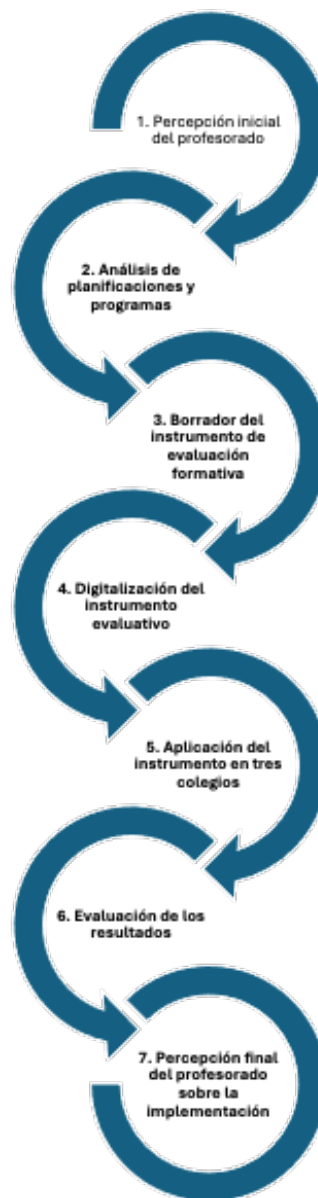 1. Percepción inicial
del profesorado
2. Análisis de
planificaciones y
programas
3. Borrador del
instrumento de
evaluación
formativa
4. Digitalización del
instrumento
evaluativo
5. Aplicación del
instrumento en tres
colegios
6. Evaluación de los
resultados
7. Percepción final
del profesorado
sobre la
implementación